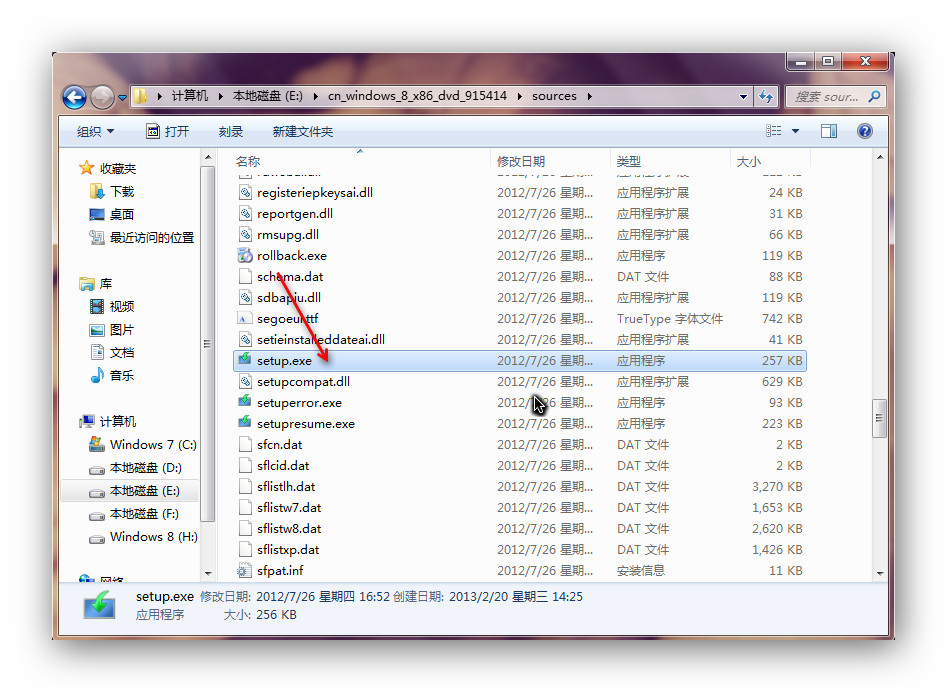 计算机 本地磁盘 (E:) cn_windows_8_x86_dvd_915414 sources 搜索 sour...
组织 打开 刻录 新建文件夹
收藏夹
下载
桌面
最近访问的位置
库
视频
图片
文档
音乐
计算机
Windows 7 (C:)
本地磁盘 (D:)
本地磁盘 (E:)
本地磁盘 (F:)
Windows 8 (H:)
网络
名称 修改日期 类型 大小
registeriepkeysai.dll 2012/7/26 星期... 应用程序扩展 24 KB
reportgen.dll 2012/7/26 星期... 应用程序扩展 31 KB
rmsupg.dll 2012/7/26 星期... 应用程序扩展 66 KB
rollback.exe 2012/7/26 星期... 应用程序 119 KB
schema.dat 2012/7/26 星期... DAT 文件 88 KB
sdbapiu.dll 2012/7/26 星期... 应用程序扩展 119 KB
segoeui.ttf 2012/7/26 星期... TrueType 字体文件 742 KB
setieinstalleddateai.dll 2012/7/26 星期... 应用程序扩展 41 KB
setup.exe 2012/7/26 星期... 应用程序 257 KB
setupcompat.dll 2012/7/26 星期... 应用程序扩展 629 KB
setuperror.exe 2012/7/26 星期... 应用程序 93 KB
setupresume.exe 2012/7/26 星期... 应用程序 223 KB
sfcn.dat 2012/7/26 星期... DAT 文件 2 KB
sflcid.dat 2012/7/26 星期... DAT 文件 2 KB
sflistlh.dat 2012/7/26 星期... DAT 文件 3,270 KB
sflistw7.dat 2012/7/26 星期... DAT 文件 1,653 KB
sflistw8.dat 2012/7/26 星期... DAT 文件 2,620 KB
sflistxp.dat 2012/7/26 星期... DAT 文件 1,426 KB
sfpat.inf 2012/7/26 星期... 安装信息 11 KB
setup.exe 修改日期: 2012/7/26 星期四 16:52 创建日期: 2013/2/20 星期三 14:25
应用程序 大小: 256 KB